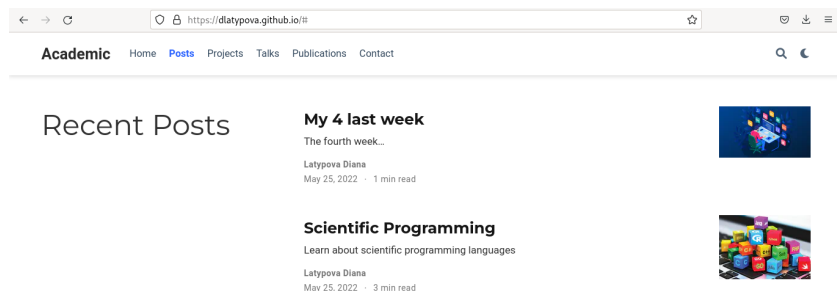 https://dlatypova.github.io/#
Academic Home Posts Projects Talks Publications Contact
Recent Posts
My 4 last week
The fourth week...
Latypova Diana
May 25, 2022 · 1 min read
Scientific Programming
Learn about scientific programming languages
Latypova Diana
May 25, 2022 · 3 min read